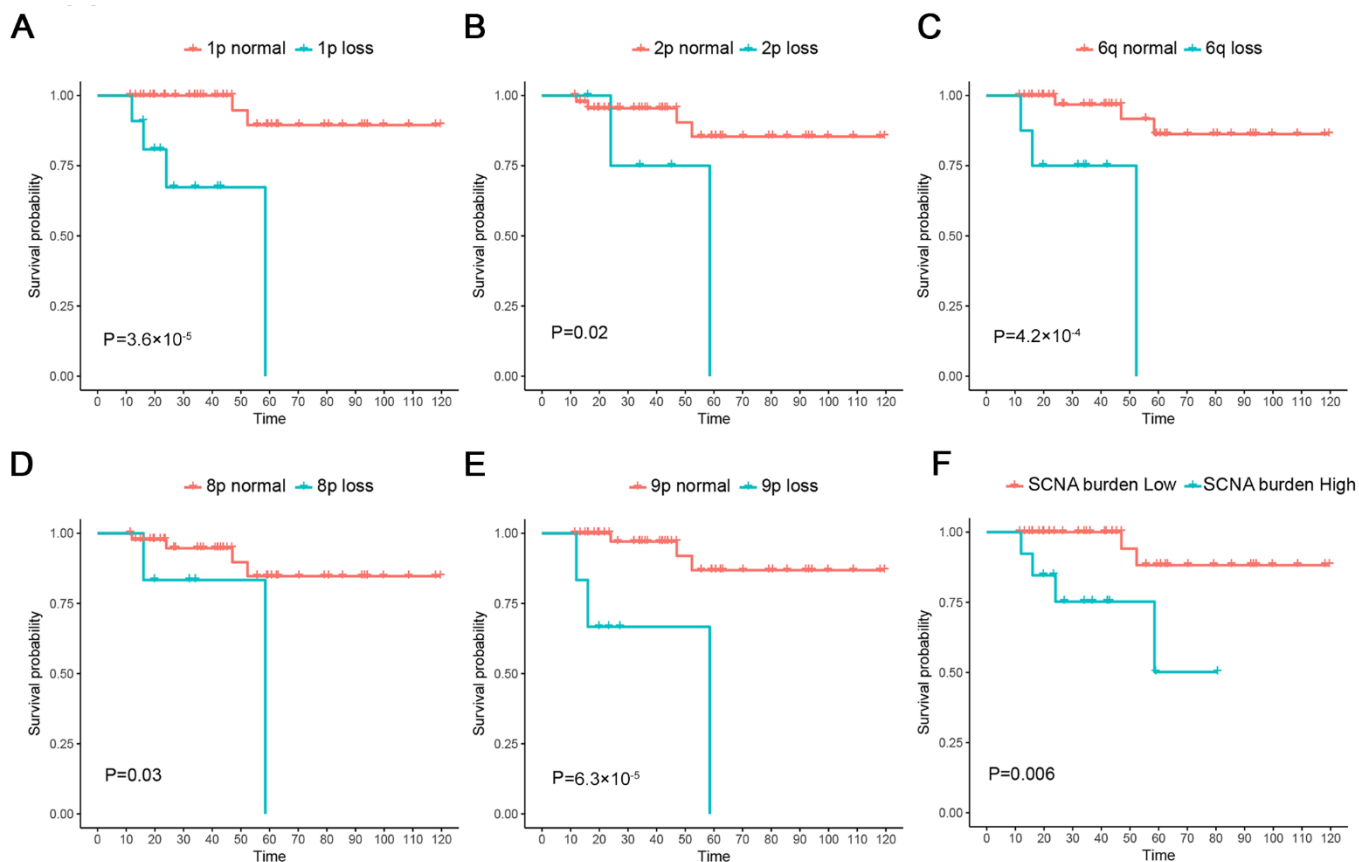 A
1p normal 1p loss
Survival probability
1.00
0.75
0.50
0.25
0.00
P=3.6×10⁻⁵
0 10 20 30 40 50 60 70 80 90 100 110 120
Time
B
2p normal 2p loss
Survival probability
1.00
0.75
0.50
0.25
0.00
P=0.02
0 10 20 30 40 50 60 70 80 90 100 110 120
Time
C
6q normal 6q loss
Survival probability
1.00
0.75
0.50
0.25
0.00
P=4.2×10⁻⁴
0 10 20 30 40 50 60 70 80 90 100 110 120
Time
D
8p normal 8p loss
Survival probability
1.00
0.75
0.50
0.25
0.00
P=0.03
0 10 20 30 40 50 60 70 80 90 100 110 120
Time
E
9p normal 9p loss
Survival probability
1.00
0.75
0.50
0.25
0.00
P=6.3×10⁻⁵
0 10 20 30 40 50 60 70 80 90 100 110 120
Time
F
SCNA burden Low SCNA burden High
Survival probability
1.00
0.75
0.50
0.25
0.00
P=0.006
0 10 20 30 40 50 60 70 80 90 100 110 120
Time